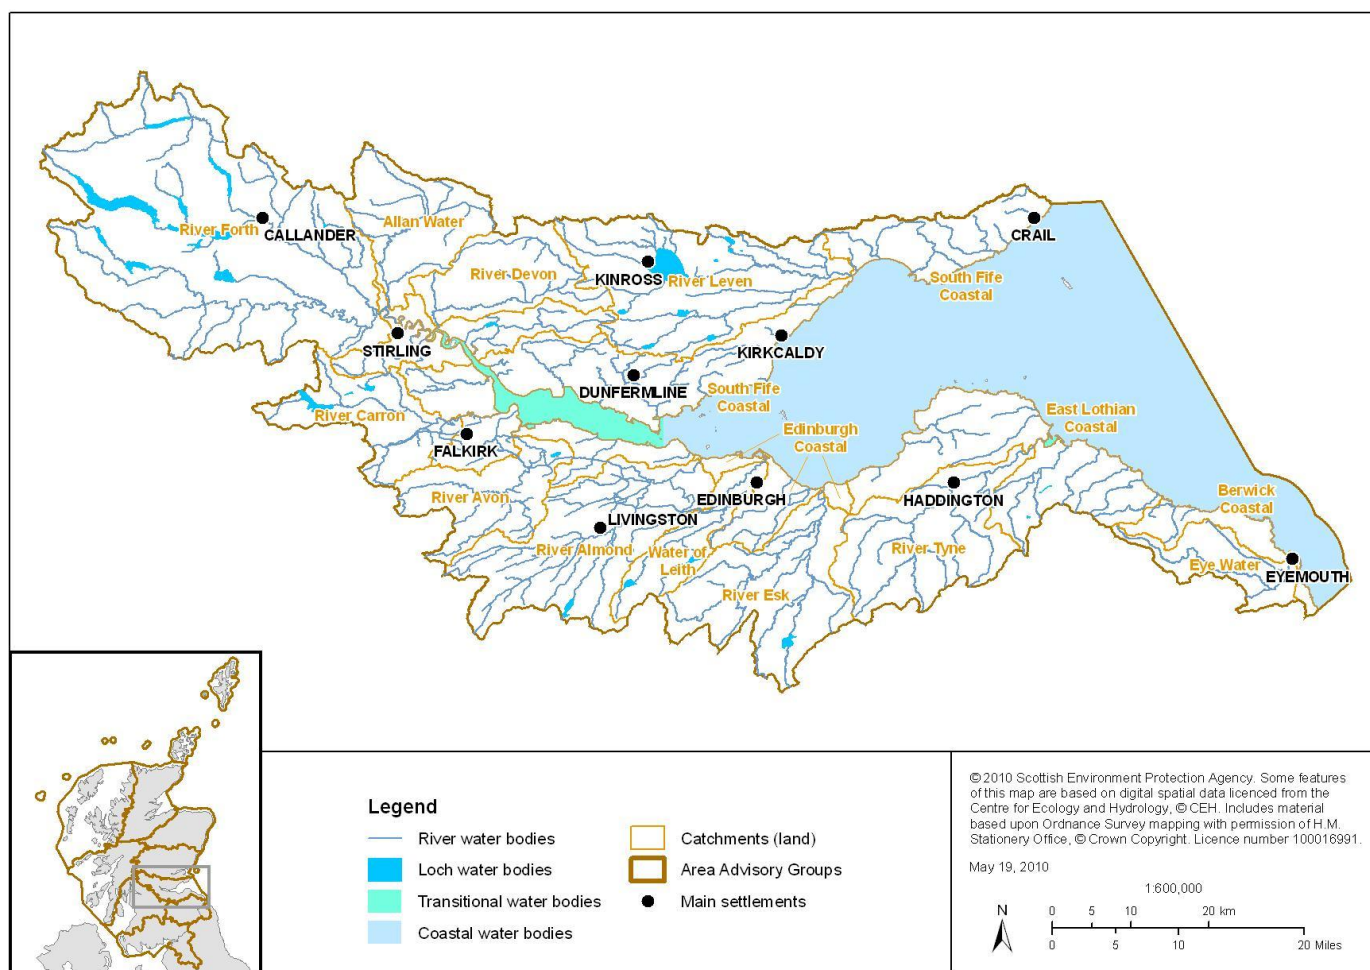 CRAIL
River Forth
CALLANDER
Allan Water
River Devon
KINROSS
River Leven
South Fife
Coastal
STIRLING
KIRKCALDY
DUNFERMLINE
South Fife
Coastal
River Carron
East Lothian
Coastal
Edinburgh
Coastal
FALKIRK
River Avon
EDINBURGH
HADDINGTON
Berwick
Coastal
LIVINGSTON
River Almond
Water of
Leith
River Tyne
Eye Water
EYEMOUTH
River Esk
Legend
River water bodies
Loch water bodies
Transitional water bodies
Coastal water bodies
Catchments (land)
Area Advisory Groups
Main settlements
© 2010 Scottish Environment Protection Agency. Some features
of this map are based on digital spatial data licenced from the
Centre for Ecology and Hydrology, © CEH. Includes material
based upon Ordnance Survey mapping with permission of H.M.
Stationery Office, © Crown Copyright. Licence number 100016991.
May 19, 2010
1:600,000
N
0 5 10 20 km
0 5 10 20 Miles